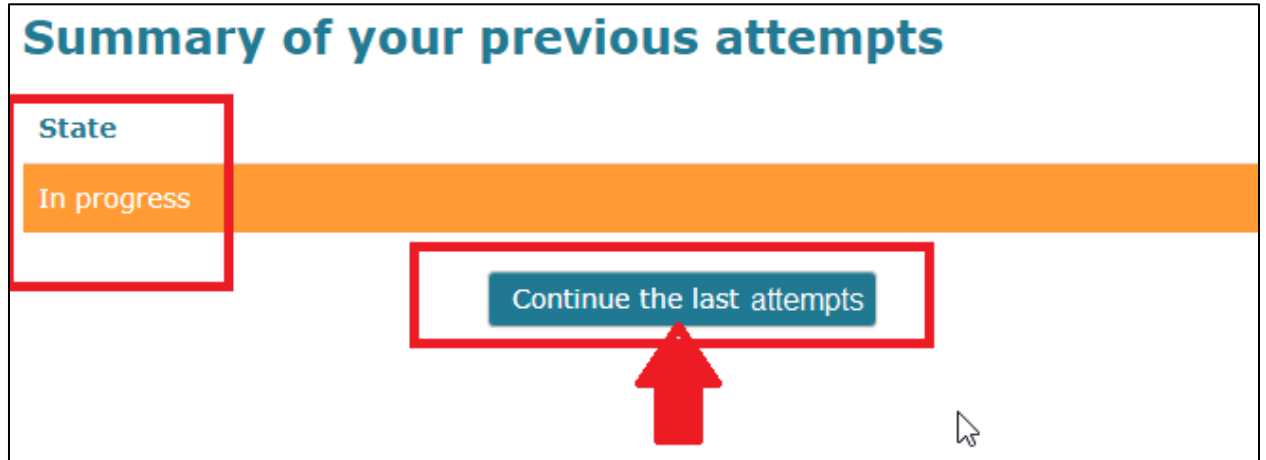 Summary of your previous attempts
State
In progress
Continue the last attempts